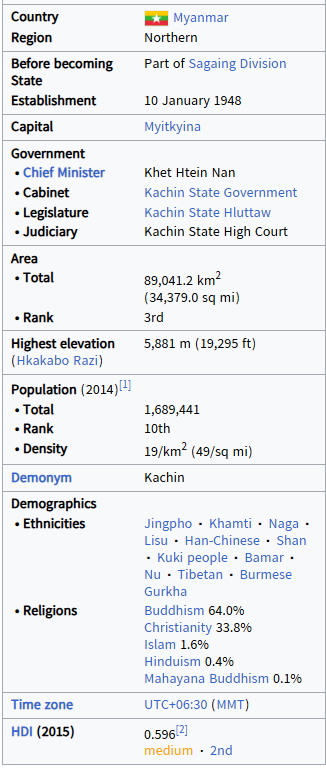 Country Myanmar
Region Northern
Before becoming Part of Sagaing Division
State
Establishment 10 January 1948
Capital Myitkyina
Government
• Chief Minister Khet Htein Nan
• Cabinet Kachin State Government
• Legislature Kachin State Hluttaw
• Judiciary Kachin State High Court
Area
• Total 89,041.2 km²
(34,379.0 sq mi)
• Rank 3rd
Highest elevation 5,881 m (19,295 ft)
(Hkakabo Razi)
Population (2014)[1]
• Total 1,689,441
• Rank 10th
• Density 19/km² (49/sq mi)
Demonym Kachin
Demographics
• Ethnicities Jingpho • Khamti • Naga •
Lisu • Han-Chinese • Shan
• Kuki people • Bamar •
Nu • Tibetan • Burmese
Gurkha
• Religions Buddhism 64.0%
Christianity 33.8%
Islam 1.6%
Hinduism 0.4%
Mahayana Buddhism 0.1%
Time zone UTC+06:30 (MMT)
HDI (2015) 0.596[2]
medium • 2nd